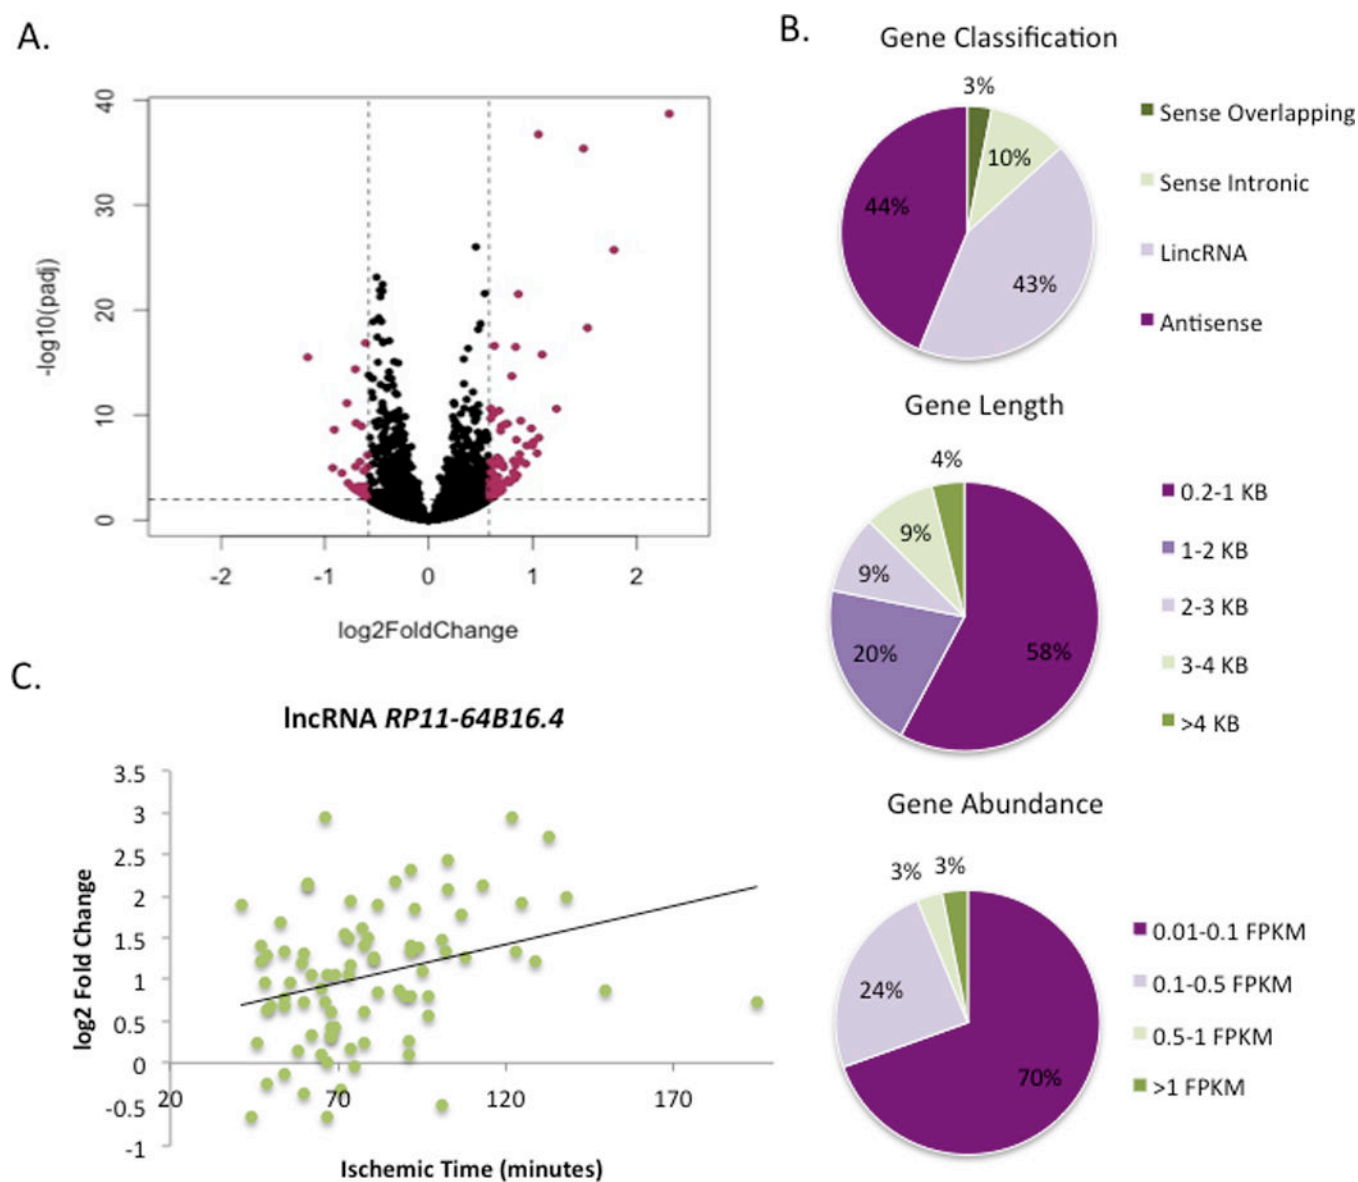 A.
40
30
20
10
0
-log10(padj)
-2 -1 0 1 2
log2FoldChange
B.
Gene Classification
3%
10%
43%
44%
Sense Overlapping
Sense Intronic
LincRNA
Antisense
Gene Length
4%
9%
9%
20%
58%
0.2-1 KB
1-2 KB
2-3 KB
3-4 KB
>4 KB
Gene Abundance
3% 3%
24%
70%
0.01-0.1 FPKM
0.1-0.5 FPKM
0.5-1 FPKM
>1 FPKM
C.
lncRNA RP11-64B16.4
3.5
3
2.5
2
1.5
1
0.5
0
-0.5
-1
log2 Fold Change
20 70 120 170
Ischemic Time (minutes)